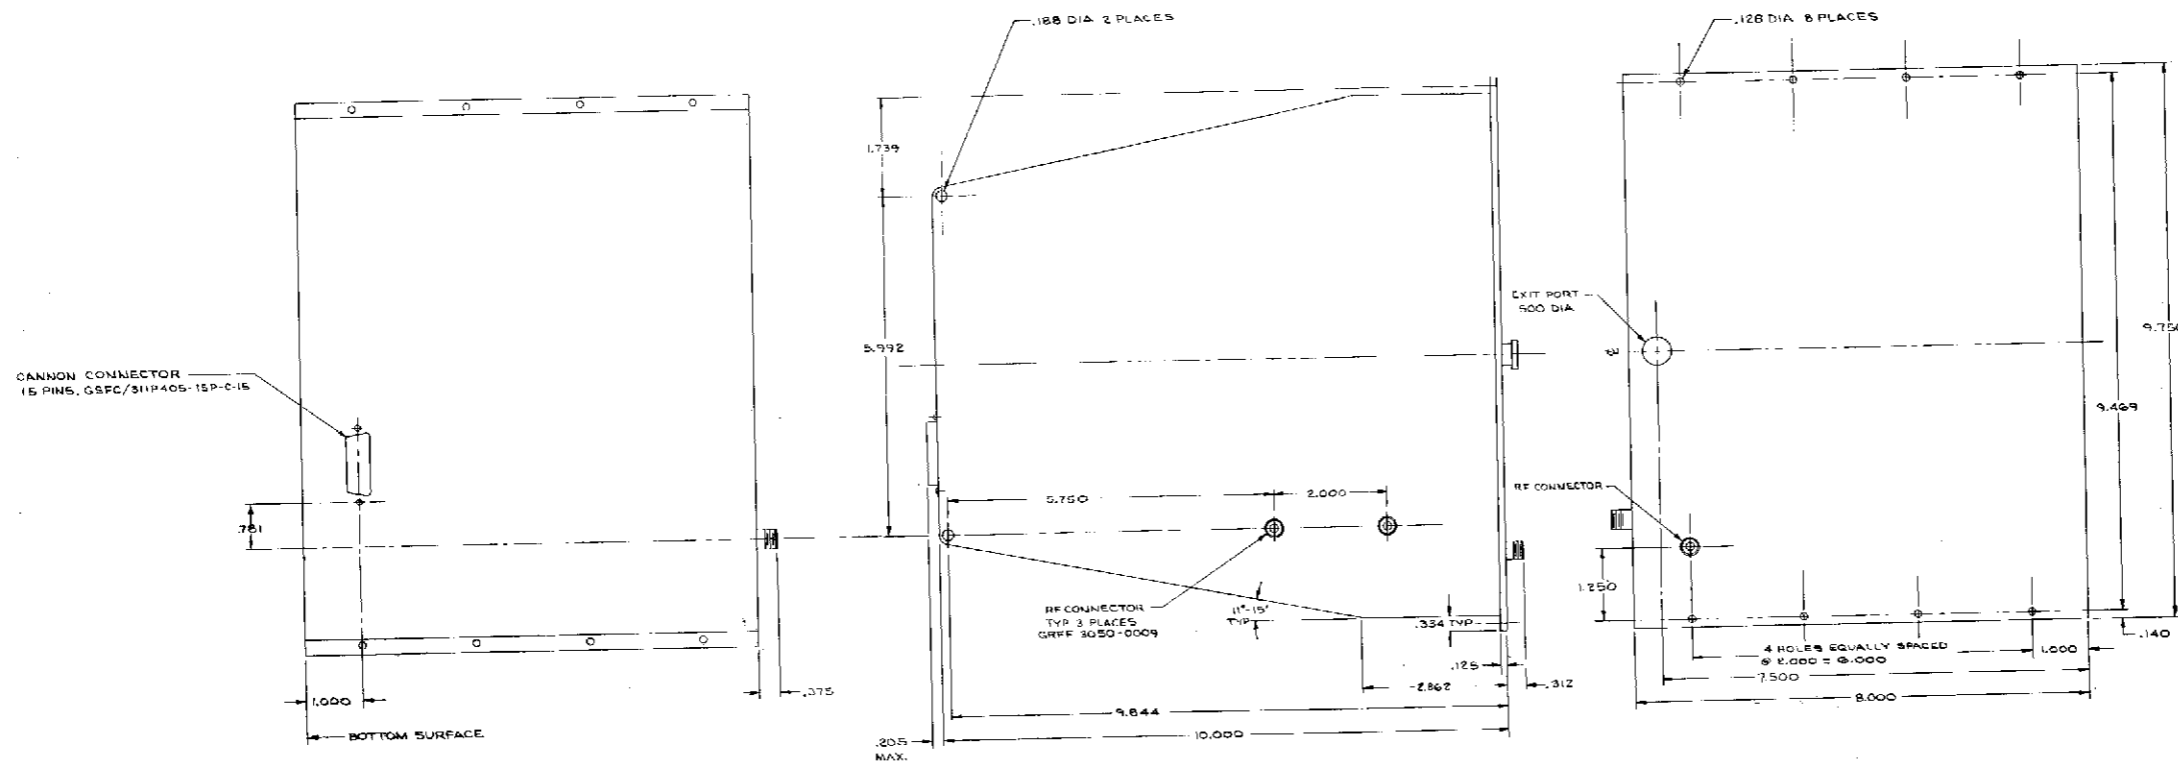 .188 DIA 2 PLACES
.128 DIA 8 PLACES
1.739
5.992
CANNON CONNECTOR
15 PINS, GSFC/311P405-1SP-C-15
.781
1.000
BOTTOM SURFACE
.375
5.750
2.000
RF CONNECTOR
TYP 3 PLACES
GRFF 3050-0009
11°-15'
TYP
.334 TYP
.125
2.862
.312
9.844
10.000
.205
MAX.
EXIT PORT
.500 DIA
RF CONNECTOR
1.250
9.750
9.469
.140
4 HOLES EQUALLY SPACED
@ 2.000 = 6.000
1.000
7.500
8.000